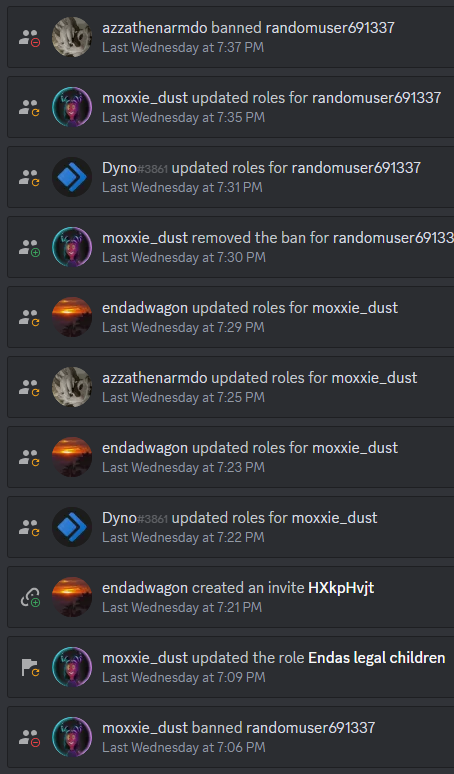 azzathenarmdo banned randomuser691337
Last Wednesday at 7:37 PM
moxxie_dust updated roles for randomuser691337
Last Wednesday at 7:35 PM
Dyno#3861 updated roles for randomuser691337
Last Wednesday at 7:31 PM
moxxie_dust removed the ban for randomuser69133
Last Wednesday at 7:30 PM
endadwagon updated roles for moxxie_dust
Last Wednesday at 7:29 PM
azzathenarmdo updated roles for moxxie_dust
Last Wednesday at 7:25 PM
endadwagon updated roles for moxxie_dust
Last Wednesday at 7:23 PM
Dyno#3861 updated roles for moxxie_dust
Last Wednesday at 7:22 PM
endadwagon created an invite HXkpHvjt
Last Wednesday at 7:21 PM
moxxie_dust updated the role Endas legal children
Last Wednesday at 7:09 PM
moxxie_dust banned randomuser691337
Last Wednesday at 7:06 PM